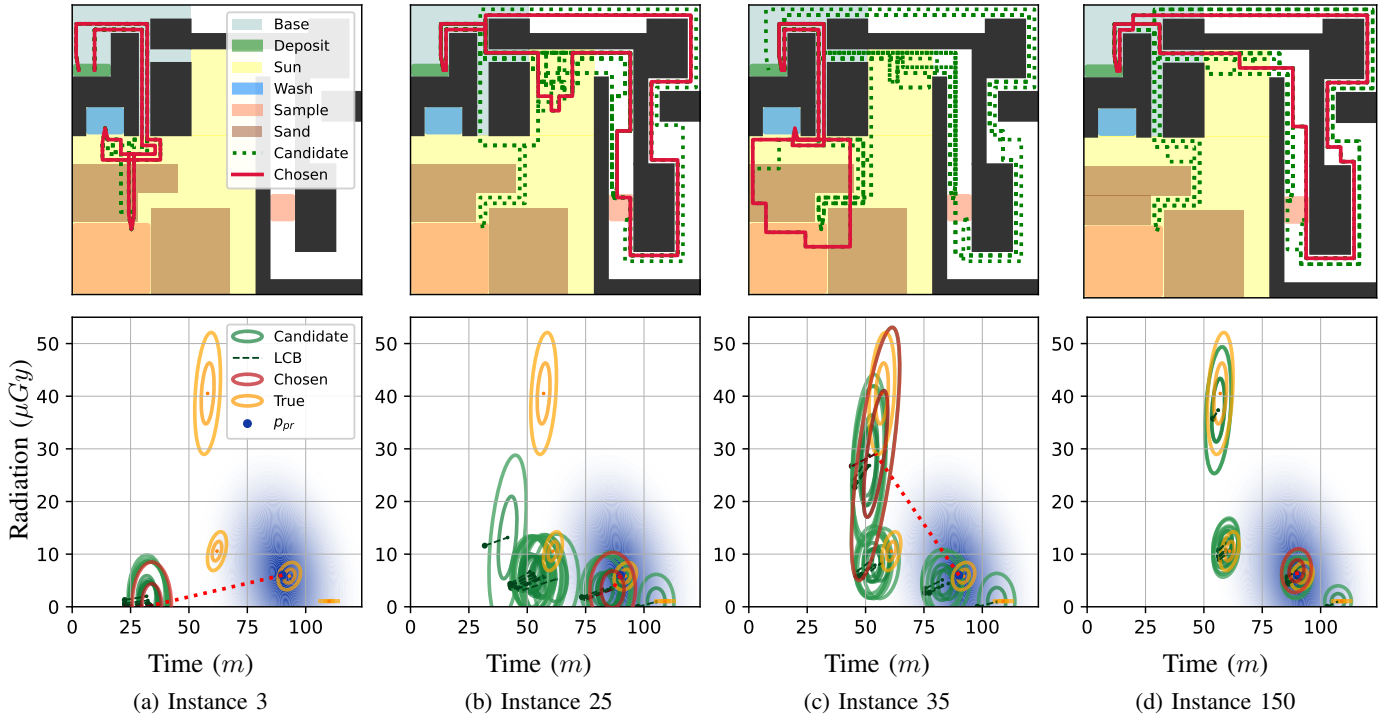 Base
Deposit
Sun
Wash
Sample
Sand
Candidate
Chosen
Radiation (μGy)
50
40
30
20
10
0
Candidate
LCB
Chosen
True
p_pr
0 25 50 75 100
Time (m)
(a) Instance 3
50
40
30
20
10
0
0 25 50 75 100
Time (m)
(b) Instance 25
50
40
30
20
10
0
0 25 50 75 100
Time (m)
(c) Instance 35
50
40
30
20
10
0
0 25 50 75 100
Time (m)
(d) Instance 150